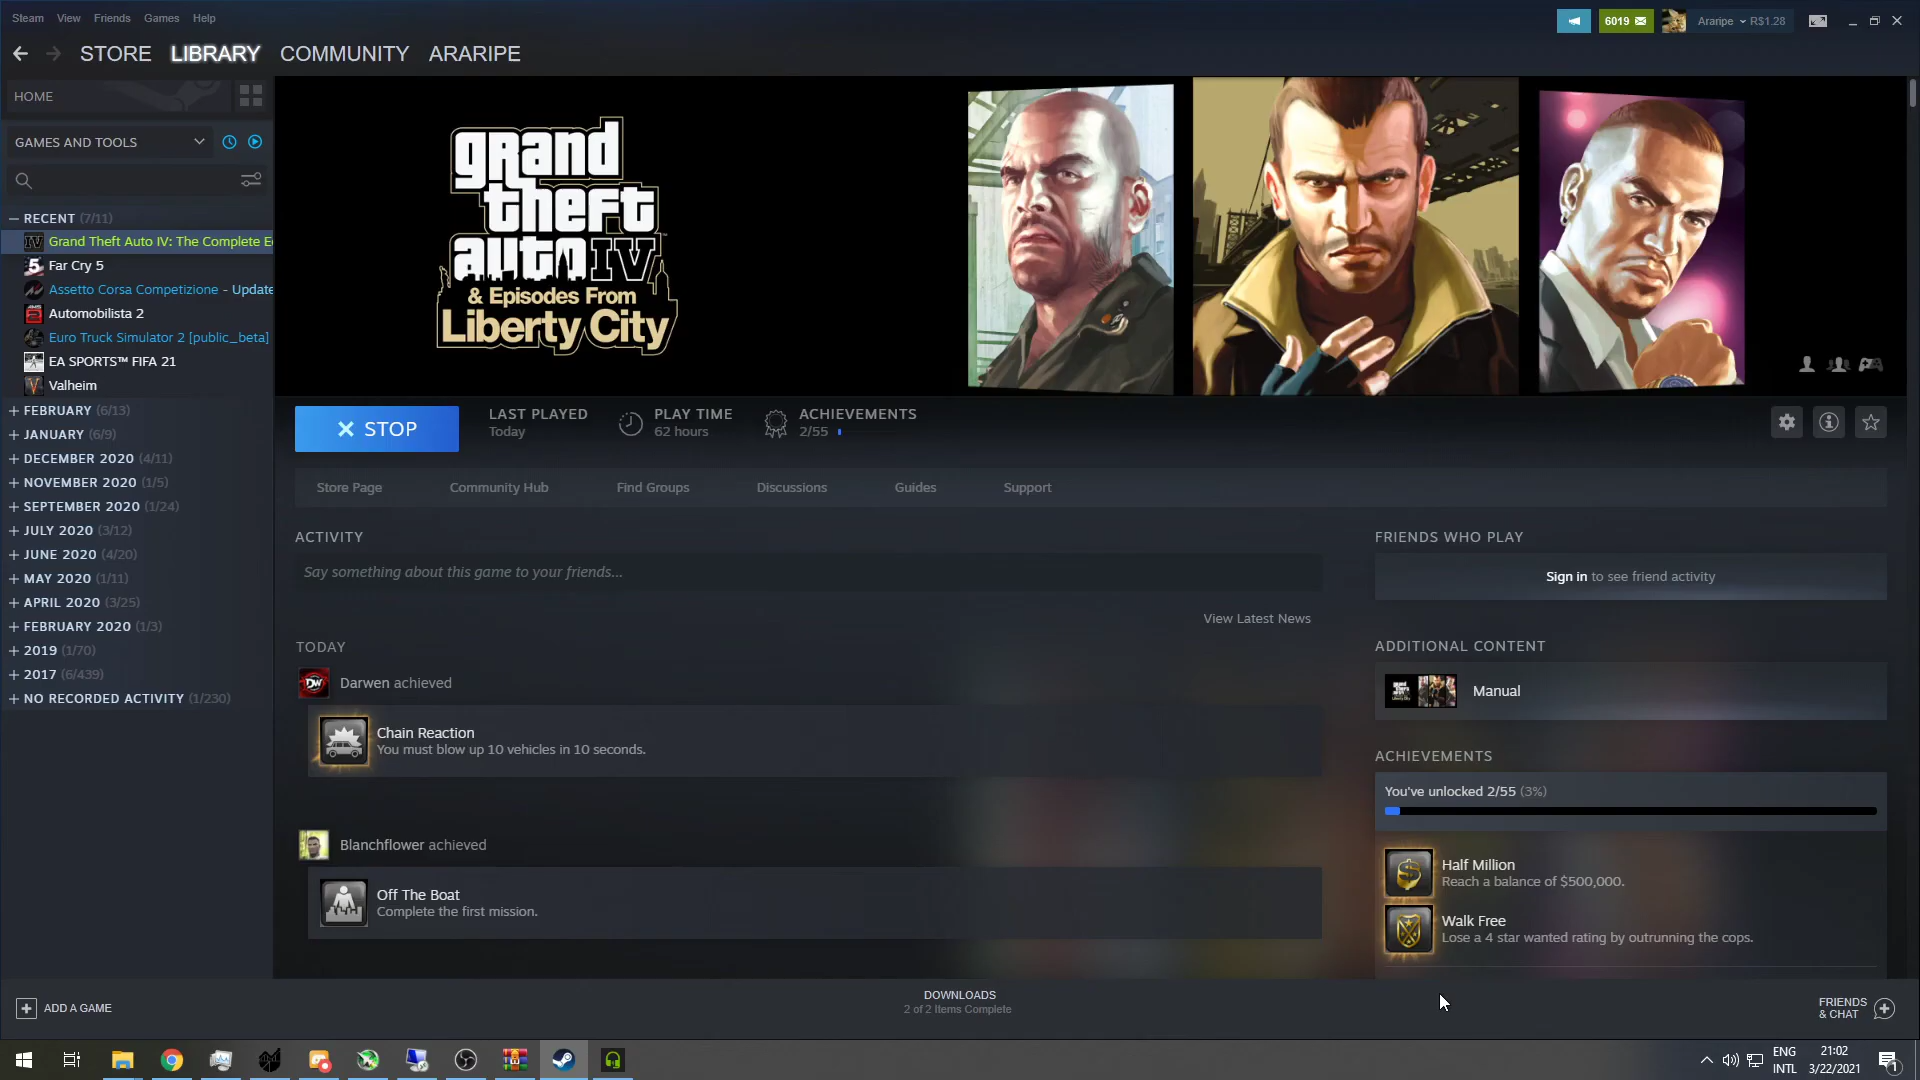 Steam View Friends Games Help
6019 Araripe R$1.28
STORE LIBRARY COMMUNITY ARARIPE
HOME
GAMES AND TOOLS
RECENT (7/11)
Grand Theft Auto IV: The Complete E
Far Cry 5
Assetto Corsa Competizione - Update
Automobilista 2
Euro Truck Simulator 2 [public_beta]
EA SPORTS™ FIFA 21
Valheim
FEBRUARY (6/13)
JANUARY (6/9)
DECEMBER 2020 (4/11)
NOVEMBER 2020 (1/5)
SEPTEMBER 2020 (1/24)
JULY 2020 (3/12)
JUNE 2020 (4/20)
MAY 2020 (1/11)
APRIL 2020 (3/25)
FEBRUARY 2020 (1/3)
2019 (1/70)
2017 (6/439)
NO RECORDED ACTIVITY (1/230)
grand
theft
auto IV
& Episodes From
Liberty City
STOP
LAST PLAYED
Today
PLAY TIME
62 hours
ACHIEVEMENTS
2/55
Store Page Community Hub Find Groups Discussions Guides Support
ACTIVITY
Say something about this game to your friends...
View Latest News
TODAY
Darwen achieved
DW
Chain Reaction
You must blow up 10 vehicles in 10 seconds.
Blanchflower achieved
Off The Boat
Complete the first mission.
FRIENDS WHO PLAY
Sign in to see friend activity
ADDITIONAL CONTENT
Manual
ACHIEVEMENTS
You've unlocked 2/55 (3%)
Half Million
Reach a balance of $500,000.
Walk Free
Lose a 4 star wanted rating by outrunning the cops.
ADD A GAME
DOWNLOADS
2 of 2 Items Complete
FRIENDS
& CHAT
ENG
INTL
21:02
3/22/2021
1